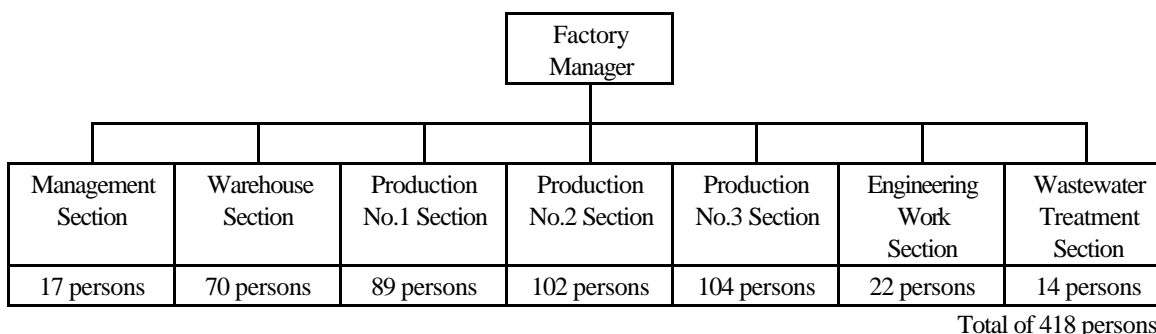 Factory
Manager
Management
Section
Warehouse
Section
Production
No.1 Section
Production
No.2 Section
Production
No.3 Section
Engineering
Work
Section
Wastewater
Treatment
Section
17 persons
70 persons
89 persons
102 persons
104 persons
22 persons
14 persons
Total of 418 persons